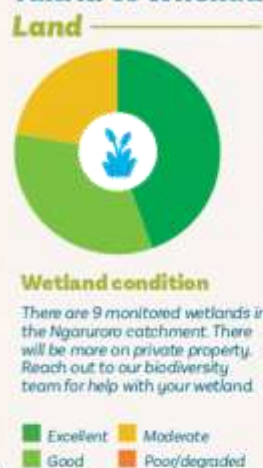 Land
Wetland condition
There are 9 monitored wetlands in
the Ngaruroro catchment. There
will be more on private property.
Reach out to our biodiversity
team for help with your wetland.
Excellent Moderate
Good Poor/degraded